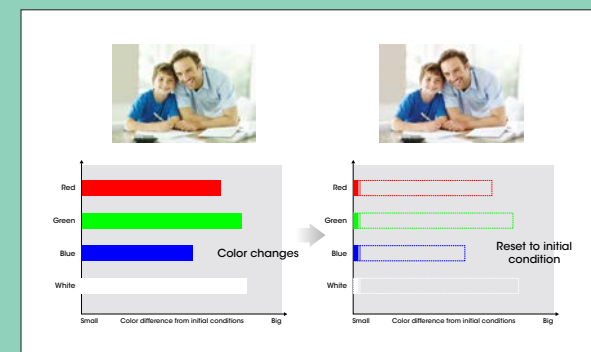 Red
Green
Blue
White
Color changes
Small Color difference from initial conditions Big
Red
Green
Blue
White
Reset to initial
condition
Small Color difference from initial conditions Big